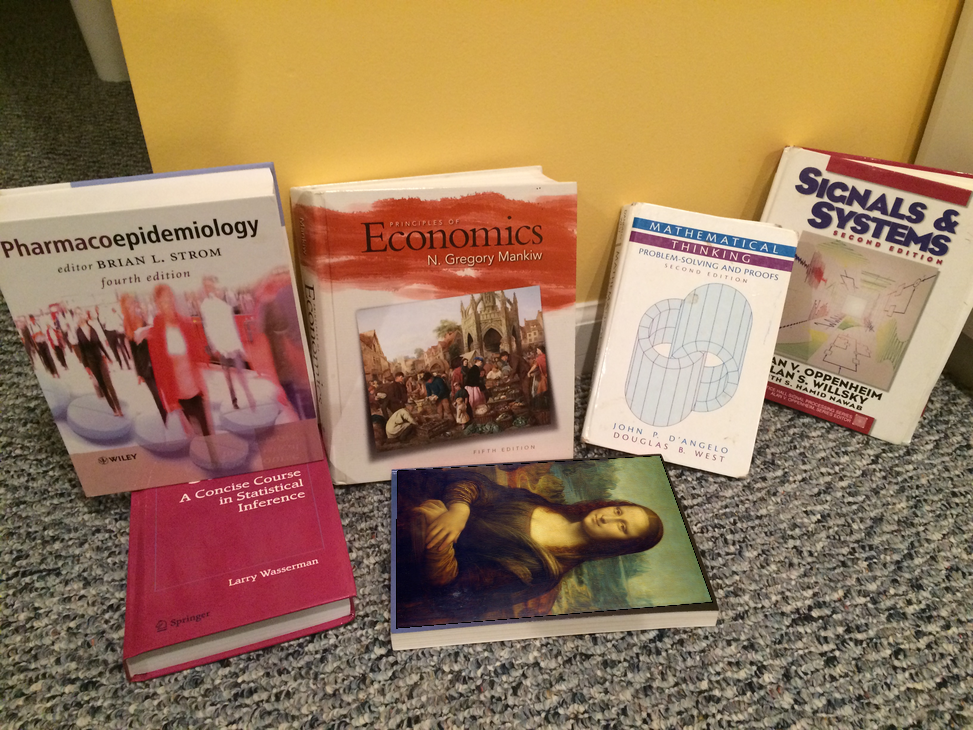 Pharmacoepidemiology
editor BRIAN L. STROM
fourth edition
WILEY
PRINCIPLES OF
Economics
N. Gregory Mankiw
FIFTH EDITION
MATHEMATICAL
THINKING
PROBLEM-SOLVING AND PROOFS
SECOND EDITION
JOHN P. D'ANGELO
DOUGLAS B. WEST
SIGNALS &
SYSTEMS
SECOND EDITION
V. OPPENHEIM
S. WILLSKY
S. HAMID NAWAB
A Concise Course
in Statistical
Inference
Larry Wasserman
Springer